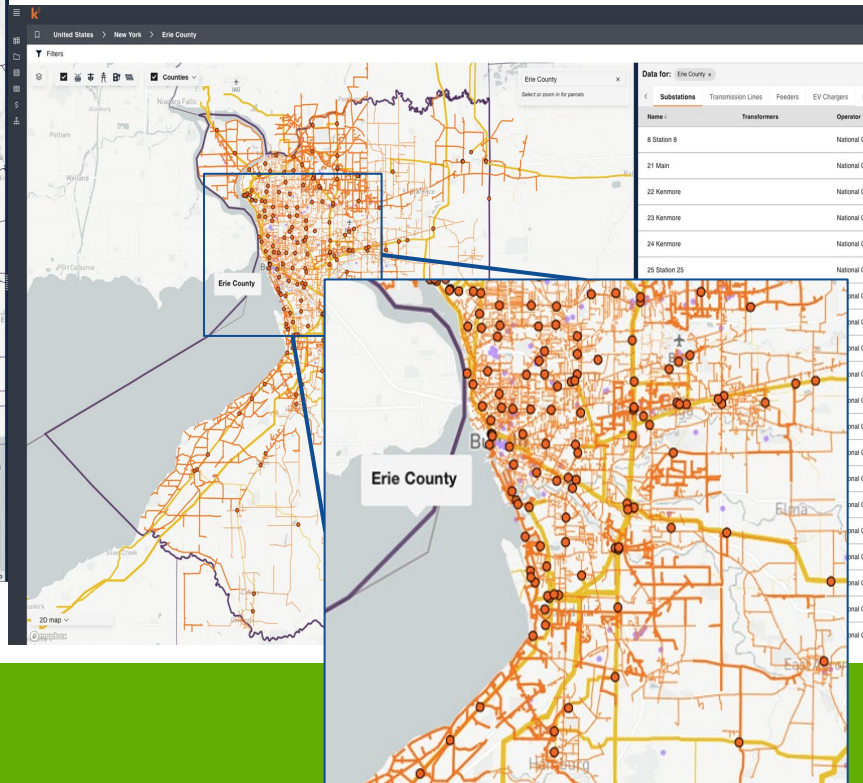 k
United States > New York > Erie County
Filters
Counties
Erie County ×
Select or zoom in for parcels
IAG
Niagara Falls
Pelham
Welland
Port Colborne
Erie County
Silver Creek
2D map
mapbox
Data for: Erie County ×
Substations Transmission Lines Feeders EV Chargers
Name Transformers Operator
8 Station 8 National
21 Main National
22 Kenmore National
23 Kenmore National
24 Kenmore National
25 Station 25 National
Erie County
Elma
Hamburg